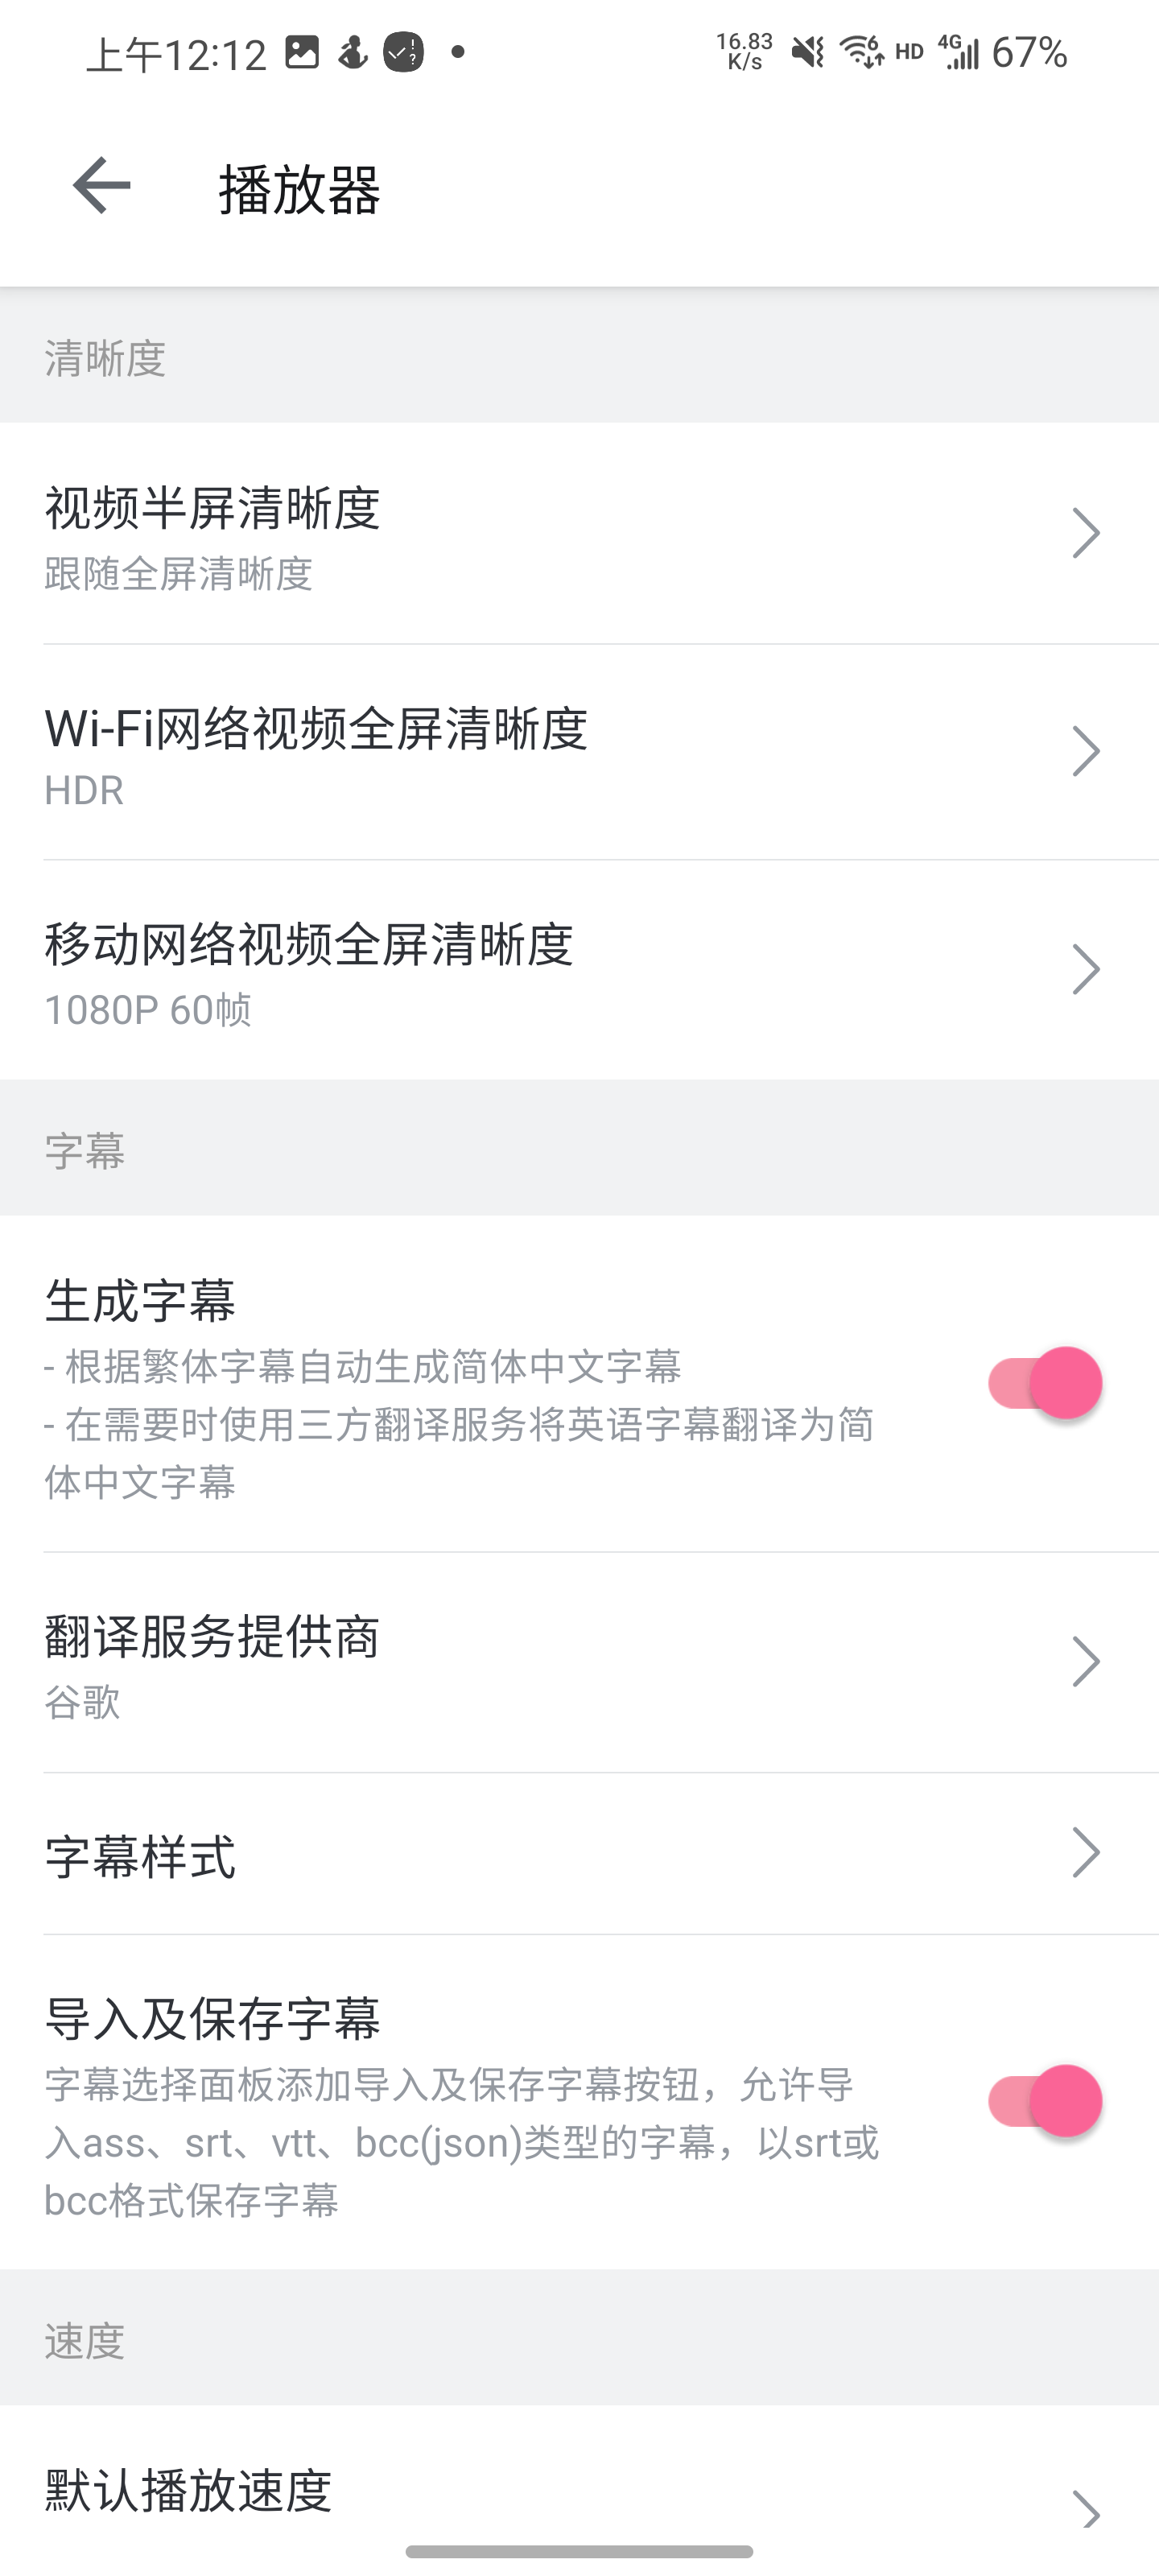 上午12:12
16.83
K/s
6
HD
4G
67%
播放器
清晰度
视频半屏清晰度
跟随全屏清晰度
Wi-Fi网络视频全屏清晰度
HDR
移动网络视频全屏清晰度
1080P 60帧
字幕
生成字幕
- 根据繁体字幕自动生成简体中文字幕
- 在需要时使用三方翻译服务将英语字幕翻译为简
体中文字幕
翻译服务提供商
谷歌
字幕样式
导入及保存字幕
字幕选择面板添加导入及保存字幕按钮，允许导
入ass、srt、vtt、bcc(json)类型的字幕，以srt或
bcc格式保存字幕
速度
默认播放速度